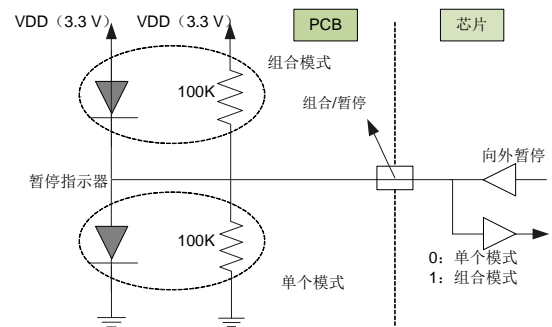 VDD（3.3 V）
VDD（3.3 V）
PCB
芯片
组合模式
100K
组合/暂停
向外暂停
暂停指示器
100K
0：单个模式
1：组合模式
单个模式